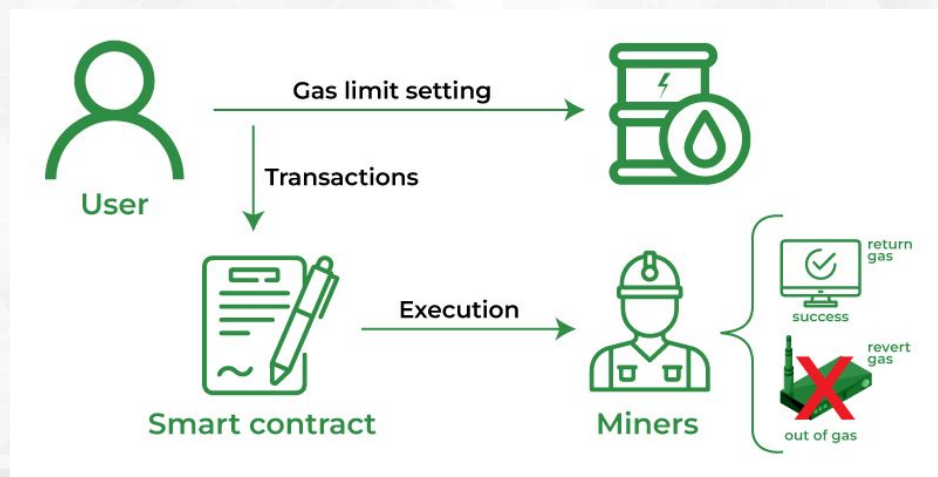 Gas limit setting
User
Transactions
Smart contract
Execution
Miners
return
gas
success
revert
gas
X
out of gas